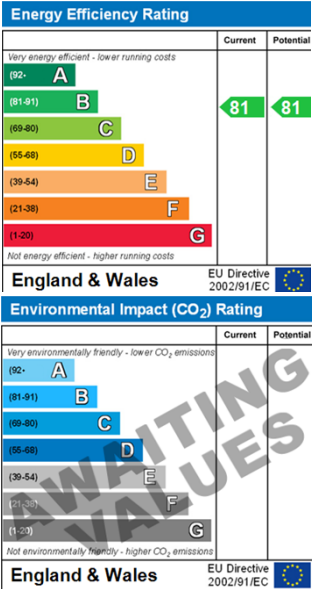 Energy Efficiency Rating
Current Potential
Very energy efficient - lower running costs
(92+ A
(81-91) B
81 81
(69-80) C
(55-68) D
(39-54) E
(21-38) F
(1-20) G
Not energy efficient - higher running costs
England & Wales
EU Directive
2002/91/EC
Environmental Impact (CO2) Rating
Current Potential
Very environmentally friendly - lower CO2 emissions
(92+ A
(81-91) B
(69-80) C
(55-68) D
(39-54) E
(21-38) F
(1-20) G
AWAITING
VALUES
Not environmentally friendly - higher CO2 emissions
England & Wales
EU Directive
2002/91/EC